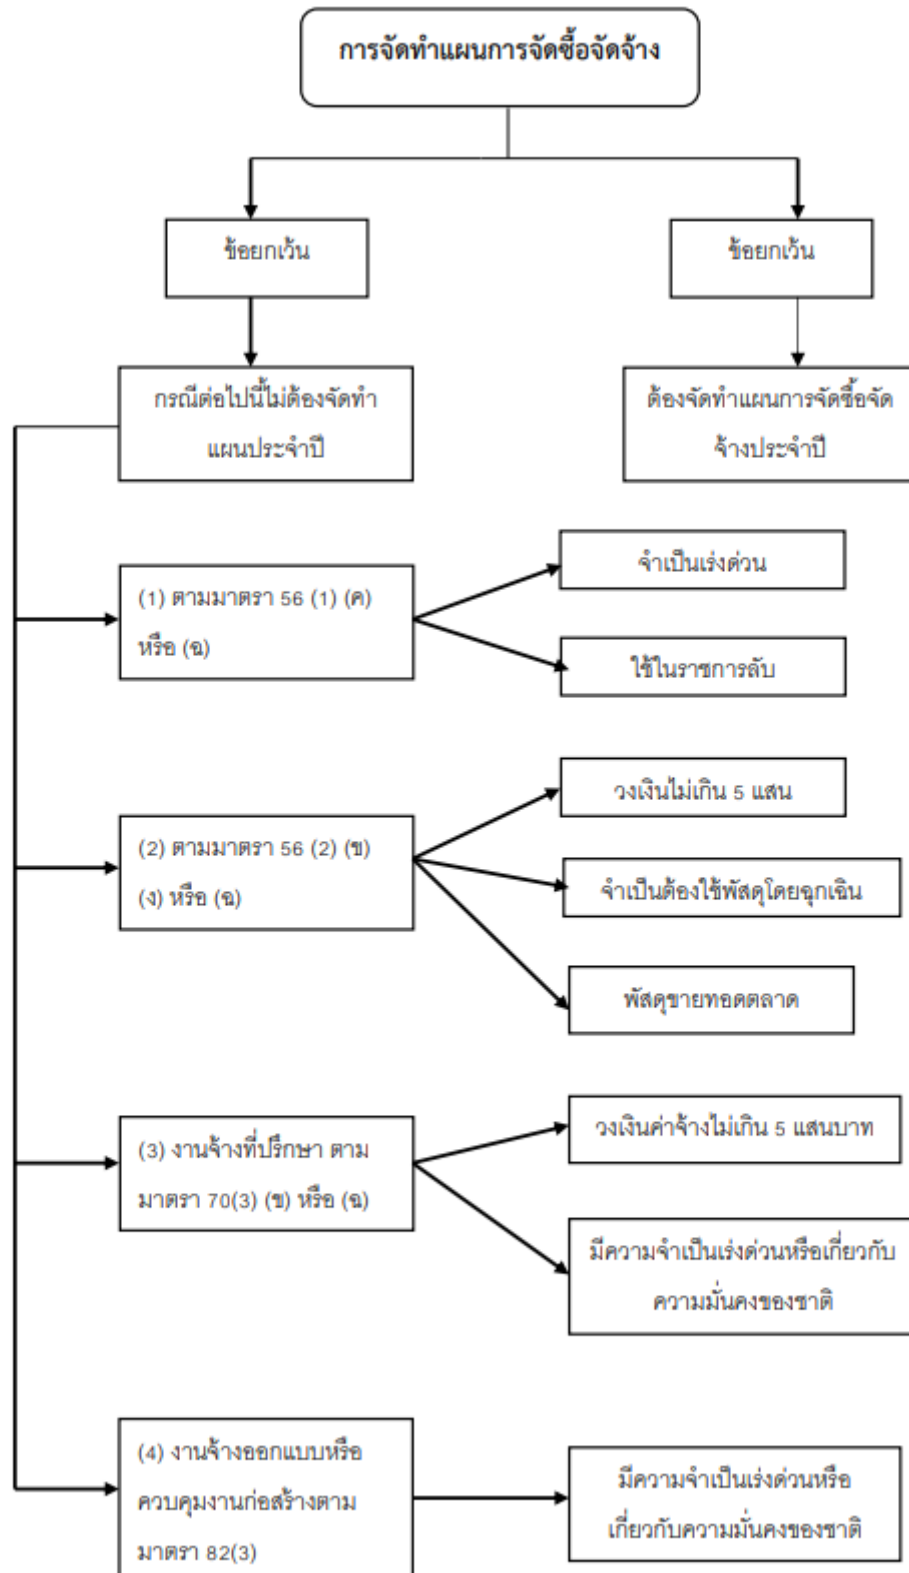 การจัดทำแผนการจัดซื้อจัดจ้าง
ข้อยกเว้น
ข้อยกเว้น
กรณีต่อไปนี้ไม่ต้องจัดทำ
แผนประจำปี
ต้องจัดทำแผนการจัดซื้อจัด
จ้างประจำปี
(1) ตามมาตรา 56 (1) (ค)
หรือ (ฉ)
จำเป็นเร่งด่วน
ใช้ในราชการลับ
(2) ตามมาตรา 56 (2) (ข)
(ง) หรือ (ฉ)
วงเงินไม่เกิน 5 แสน
จำเป็นต้องใช้พัสดุโดยฉุกเฉิน
พัสดุขายทอดตลาด
(3) งานจ้างที่ปรึกษา ตาม
มาตรา 70(3) (ข) หรือ (ฉ)
วงเงินค่าจ้างไม่เกิน 5 แสนบาท
มีความจำเป็นเร่งด่วนหรือเกี่ยวกับ
ความมั่นคงของชาติ
(4) งานจ้างออกแบบหรือ
ควบคุมงานก่อสร้างตาม
มาตรา 82(3)
มีความจำเป็นเร่งด่วนหรือ
เกี่ยวกับความมั่นคงของชาติ